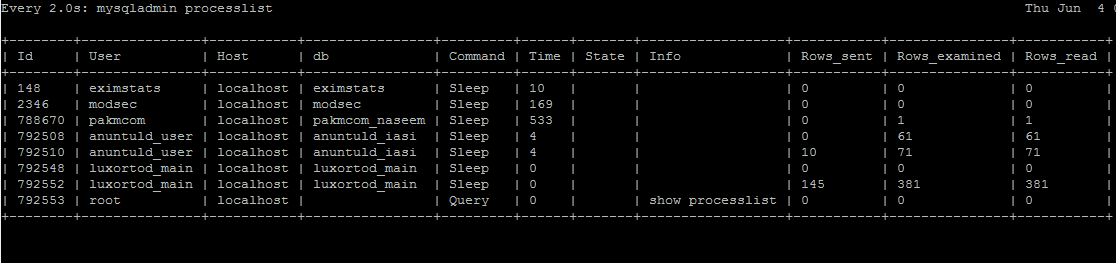 Every 2.0s: mysqladmin processlist Thu Jun 4
+--------+---------------+-----------+----------------+---------+------+-------+------------------+-----------+---------------+-----------+
| Id | User | Host | db | Command | Time | State | Info | Rows_sent | Rows_examined | Rows_read |
+--------+---------------+-----------+----------------+---------+------+-------+------------------+-----------+---------------+-----------+
| 148 | eximstats | localhost | eximstats | Sleep | 10 | | | 0 | 0 | 0 |
| 2346 | modsec | localhost | modsec | Sleep | 169 | | | 0 | 0 | 0 |
| 788670 | pakmcom | localhost | pakmcom_naseem | Sleep | 533 | | | 0 | 1 | 1 |
| 792508 | anuntuld_user | localhost | anuntuld_iasi | Sleep | 4 | | | 0 | 61 | 61 |
| 792510 | anuntuld_user | localhost | anuntuld_iasi | Sleep | 4 | | | 10 | 71 | 71 |
| 792548 | luxortod_main | localhost | luxortod_main | Sleep | 0 | | | 0 | 0 | 0 |
| 792552 | luxortod_main | localhost | luxortod_main | Sleep | 0 | | | 145 | 381 | 381 |
| 792553 | root | localhost | | Query | 0 | | show processlist | 0 | 0 | 0 |
+--------+---------------+-----------+----------------+---------+------+-------+------------------+-----------+---------------+-----------+